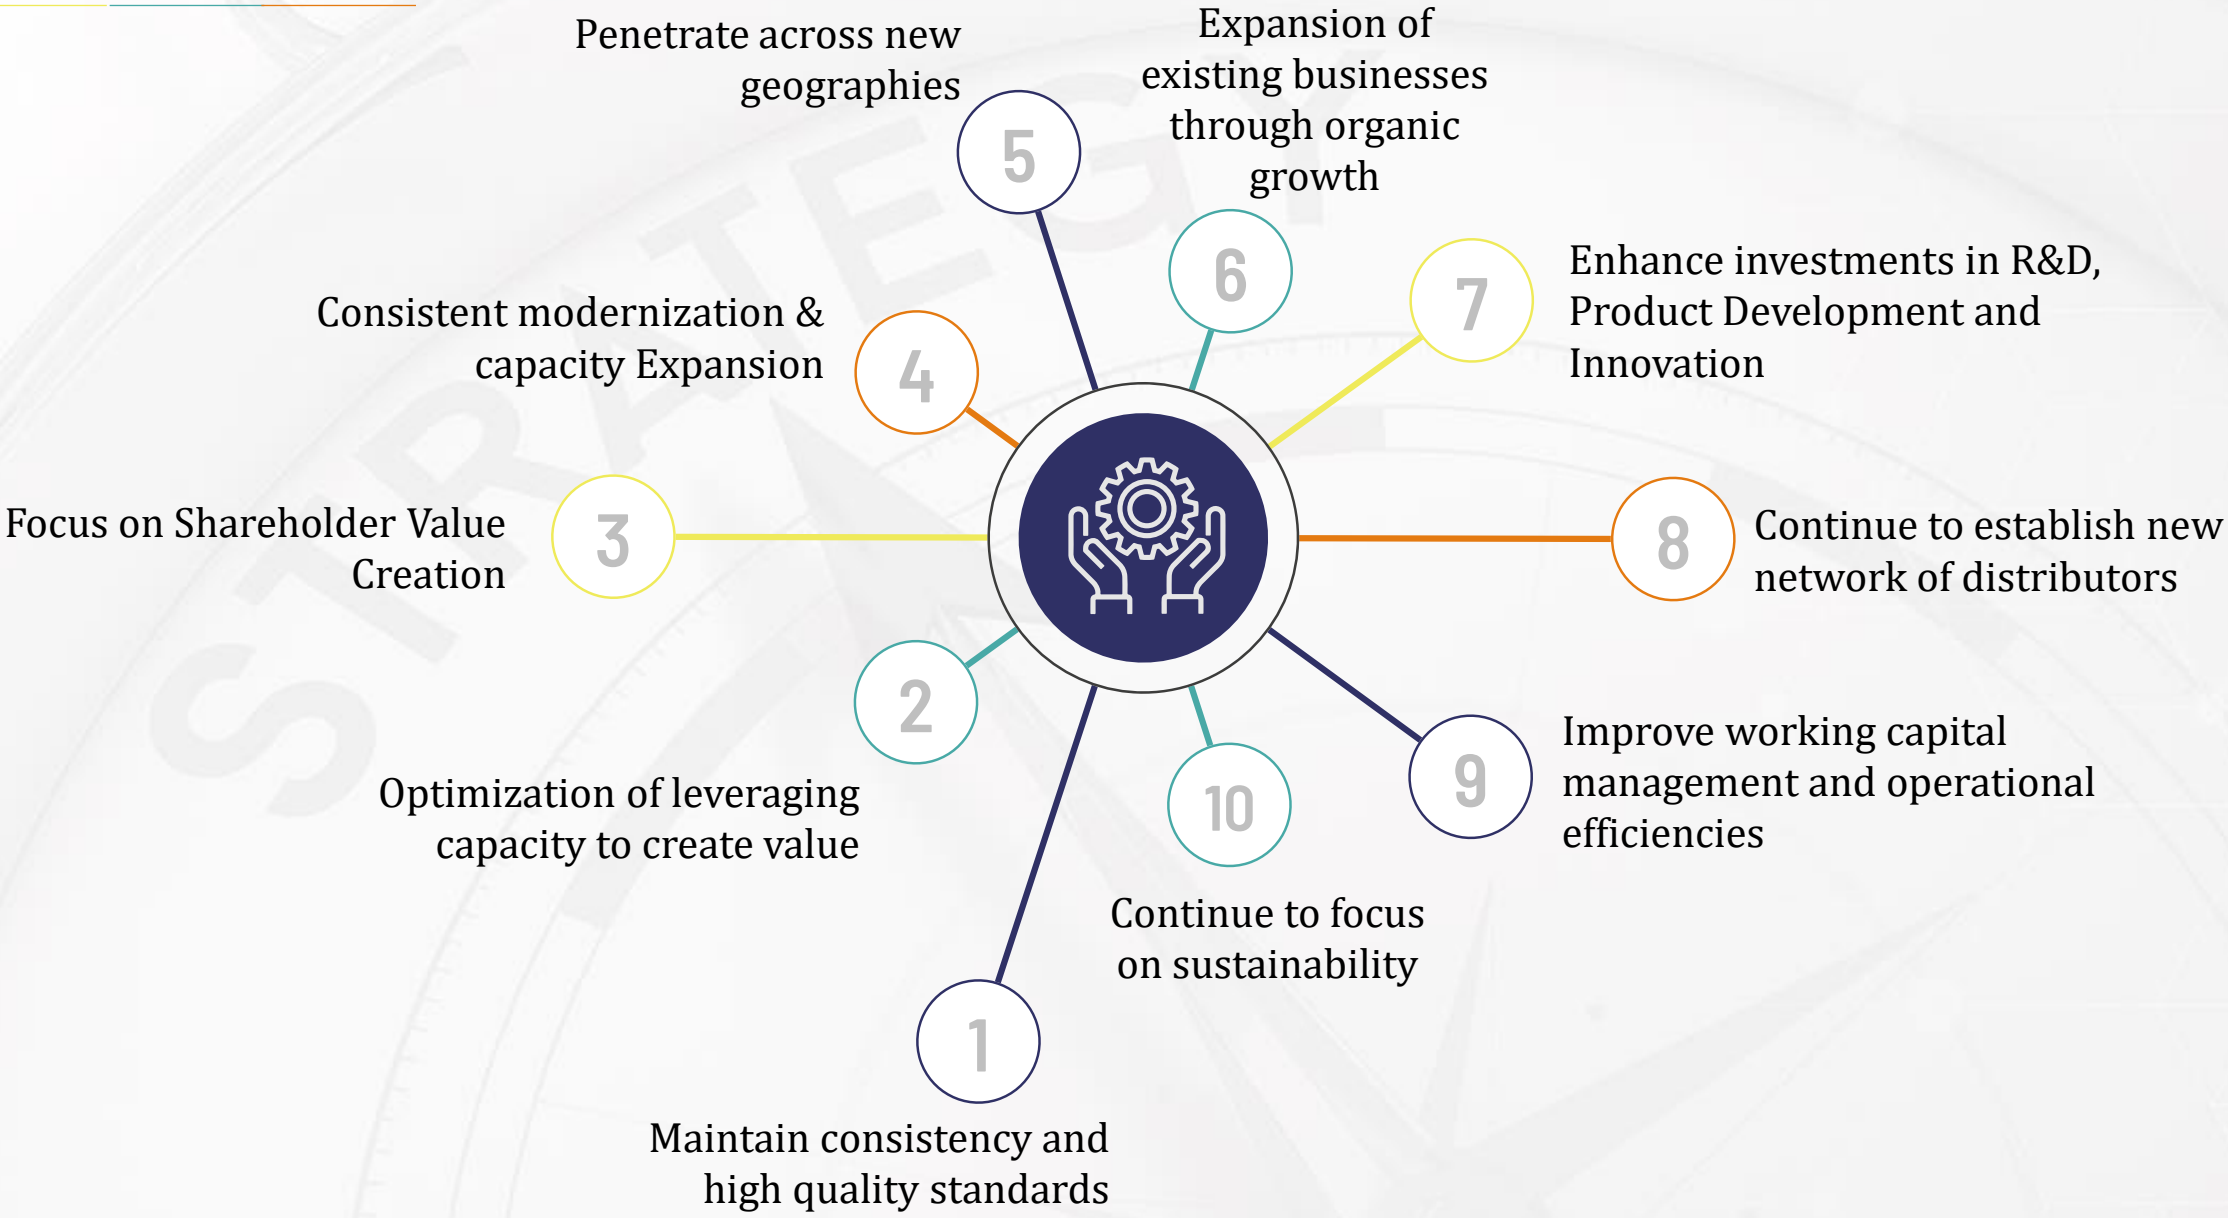 STRATEGY
Penetrate across new
geographies
5
Expansion of
existing businesses
through organic
growth
6
7
Enhance investments in R&D,
Product Development and
Innovation
Consistent modernization &
capacity Expansion
4
Focus on Shareholder Value
Creation
3
8
Continue to establish new
network of distributors
2
Optimization of leveraging
capacity to create value
9
Improve working capital
management and operational
efficiencies
10
Continue to focus
on sustainability
1
Maintain consistency and
high quality standards